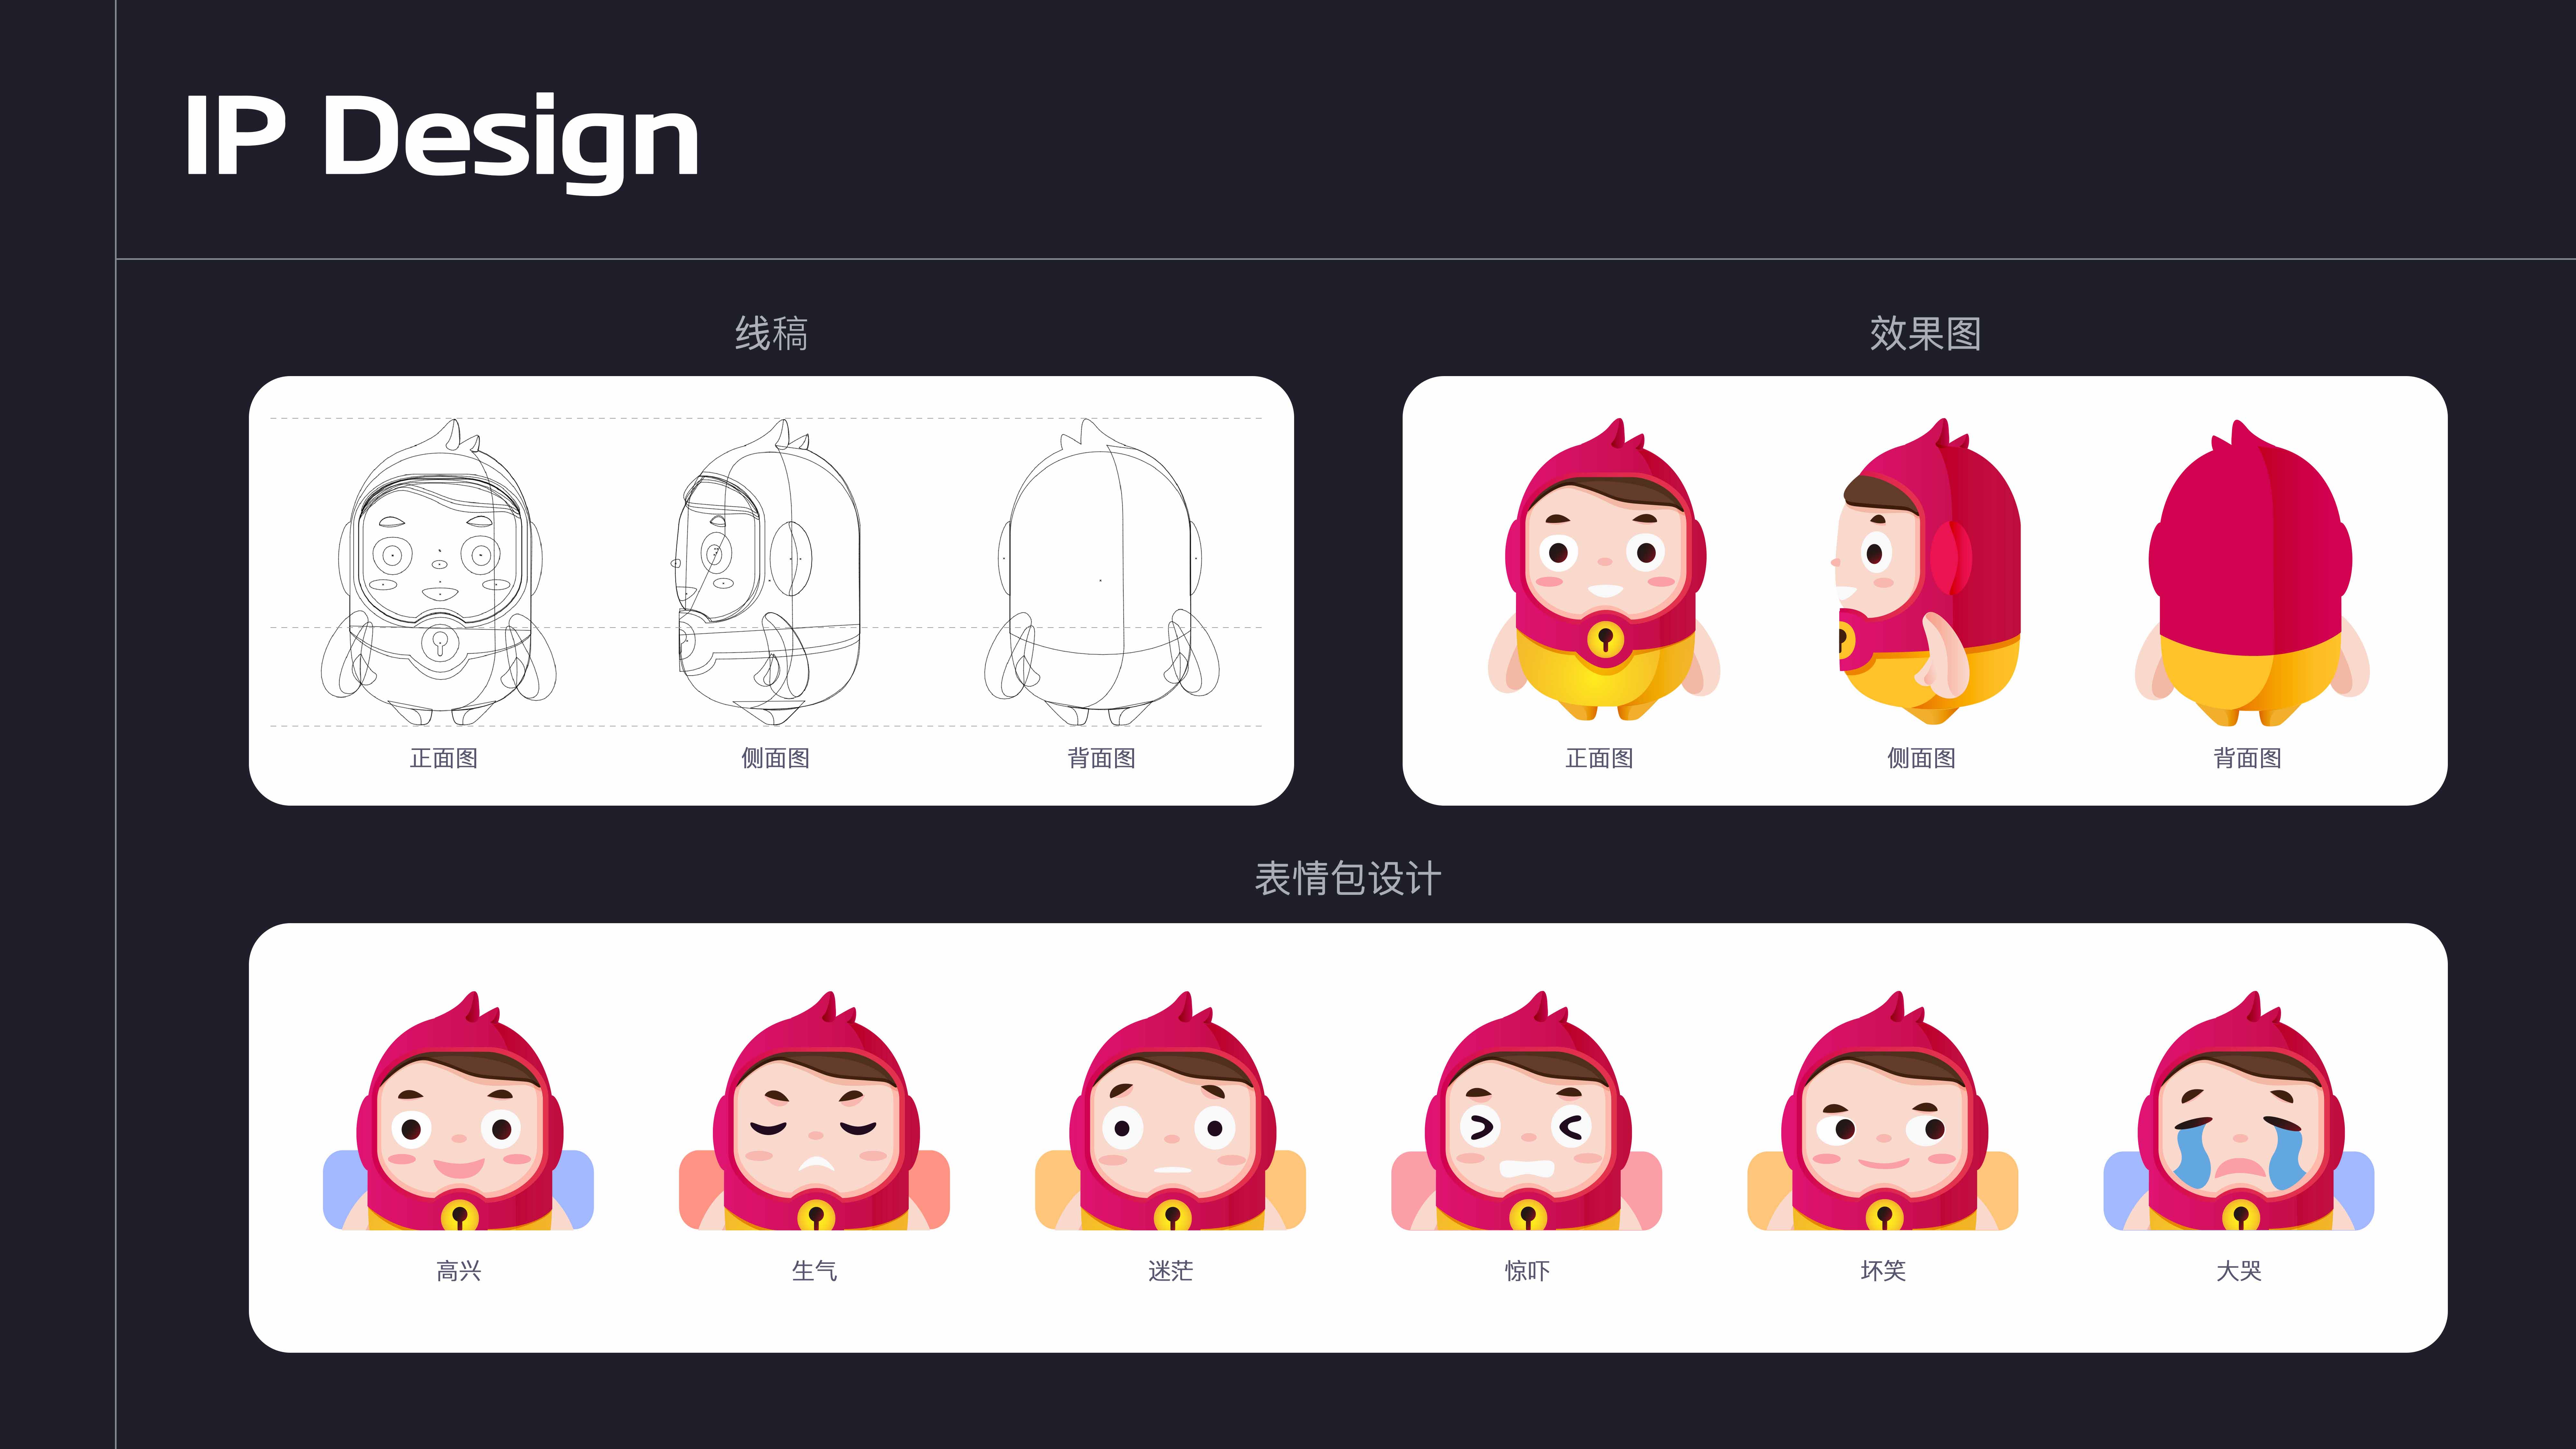 IP Design
线稿
效果图
正面图
侧面图
背面图
正面图
侧面图
背面图
表情包设计
高兴
生气
迷茫
惊吓
坏笑
大哭